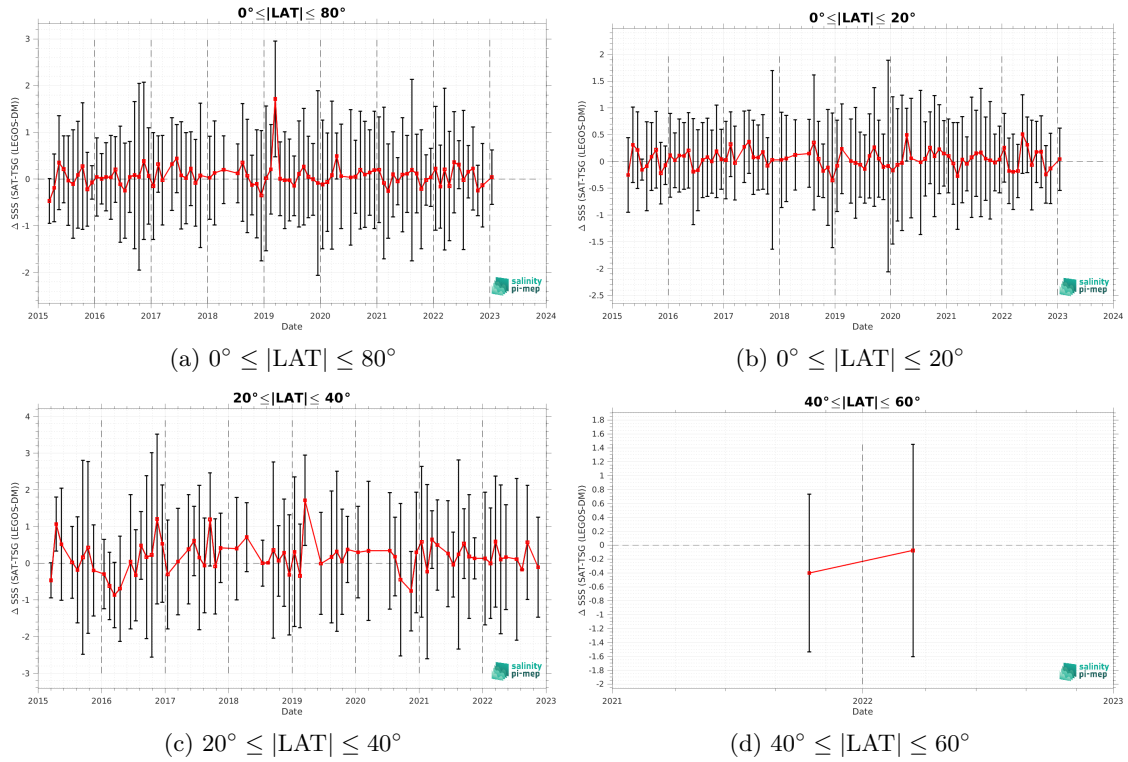 0°≤|LAT|≤ 80°
3
2
1
0
-1
-2
Δ SSS (SAT-TSG (LEGOS-DM))
2015 2016 2017 2018 2019 2020 2021 2022 2023 2024
Date
salinity
pi-mep
(a) 0° ≤ |LAT| ≤ 80°
0°≤|LAT|≤ 20°
2
1.5
1
0.5
0
-0.5
-1
-1.5
-2
-2.5
Δ SSS (SAT-TSG (LEGOS-DM))
2015 2016 2017 2018 2019 2020 2021 2022 2023 2024
Date
salinity
pi-mep
(b) 0° ≤ |LAT| ≤ 20°
20°≤|LAT|≤ 40°
4
3
2
1
0
-1
-2
-3
Δ SSS (SAT-TSG (LEGOS-DM))
2015 2016 2017 2018 2019 2020 2021 2022 2023
Date
salinity
pi-mep
(c) 20° ≤ |LAT| ≤ 40°
40°≤|LAT|≤ 60°
1.8
1.6
1.4
1.2
1
0.8
0.6
0.4
0.2
0
-0.2
-0.4
-0.6
-0.8
-1
-1.2
-1.4
-1.6
-1.8
-2
Δ SSS (SAT-TSG (LEGOS-DM))
2021 2022 2023
Date
salinity
pi-mep
(d) 40° ≤ |LAT| ≤ 60°